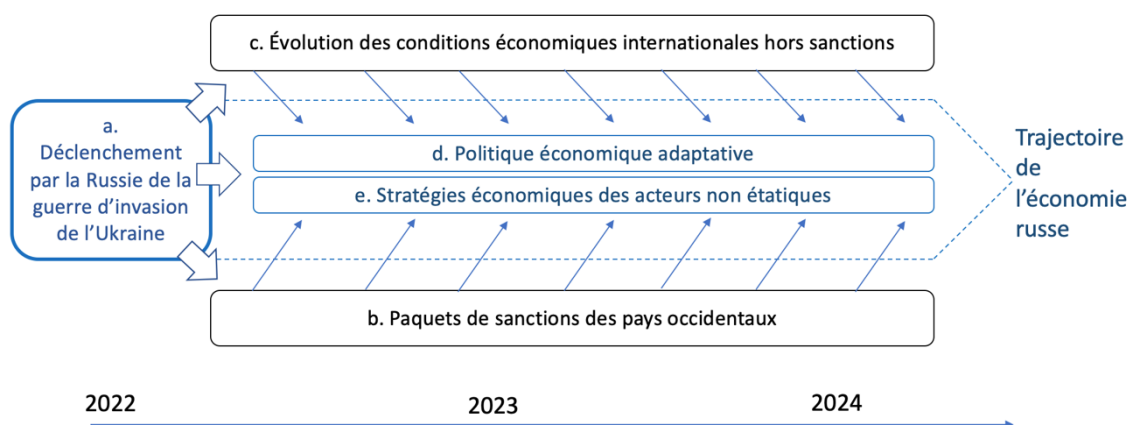 c. Évolution des conditions économiques internationales hors sanctions
a.
Déclenchement
par la Russie de la
guerre d’invasion
de l’Ukraine
d. Politique économique adaptative
e. Stratégies économiques des acteurs non étatiques
Trajectoire
de
l’économie
russe
b. Paquets de sanctions des pays occidentaux
2022
2023
2024